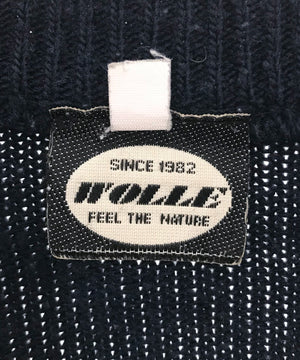 SINCE 1982
WOLLE
FEEL THE NATURE